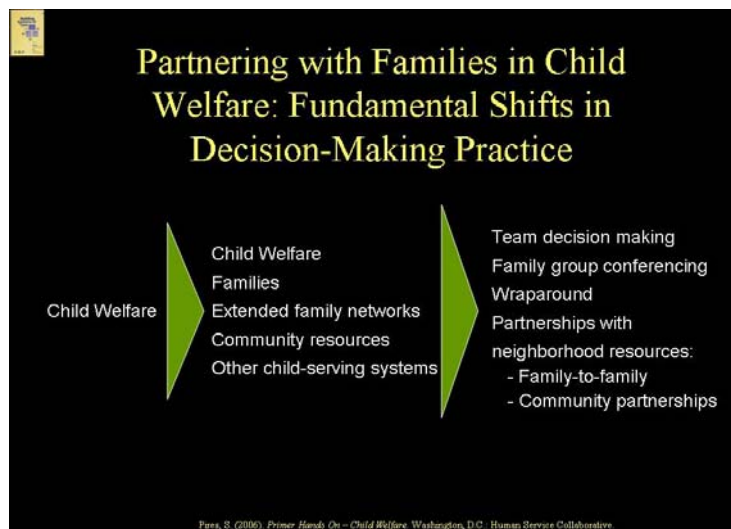 Partnering with Families in Child
Welfare: Fundamental Shifts in
Decision-Making Practice
Child Welfare
Child Welfare
Families
Extended family networks
Community resources
Other child-serving systems
Team decision making
Family group conferencing
Wraparound
Partnerships with
neighborhood resources:
- Family-to-family
- Community partnerships
Pires, S. (2006). Primer Hands On – Child Welfare. Washington, D.C.: Human Service Collaborative.